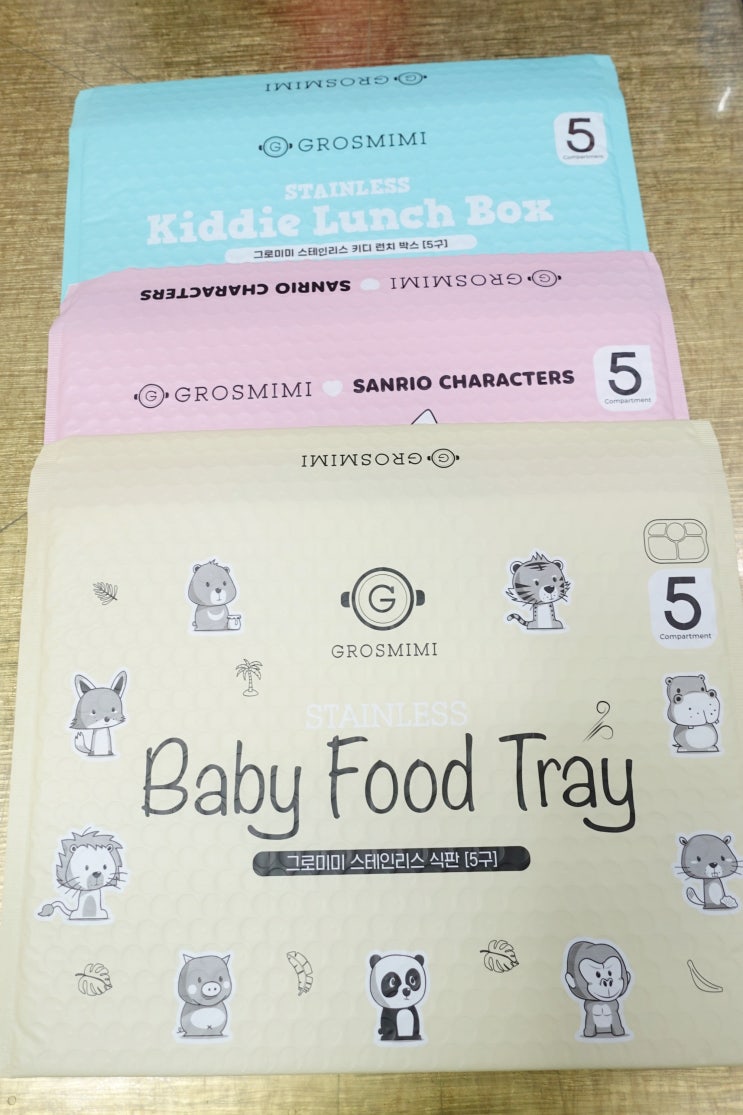 GROSMIMI
G GROSMIMI
5
Compartment
STAINLESS
Kiddie Lunch Box
그로미미 스테인리스 키디 런치 박스 [5구]
GROSMIMI SANRIO CHARACTERS
G GROSMIMI SANRIO CHARACTERS
5
Compartment
G GROSMIMI
G
GROSMIMI
5
Compartment
STAINLESS
Baby Food Tray
그로미미 스테인리스 식판 [5구]